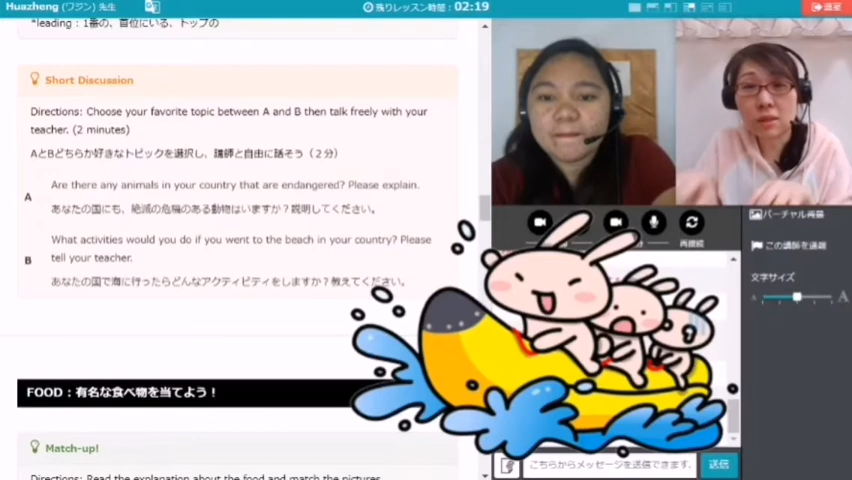 Huazheng (ワジン) 先生
残りレッスン時間：02:19
退室
*leading：1番の、首位にいる、トップの
Short Discussion
Directions: Choose your favorite topic between A and B then talk freely with your
teacher. (2 minutes)
AとBどちらか好きなトピックを選択し、講師と自由に話そう（２分）
A
Are there any animals in your country that are endangered? Please explain.
あなたの国にも、絶滅の危機のある動物はいますか？説明してください。
B
What activities would you do if you went to the beach in your country? Please
tell your teacher.
あなたの国で海に行ったらどんなアクティビティをしますか？教えてください。
FOOD：有名な食べ物を当てよう！
Match-up!
Directions: Read the explanation about the food and match the pictures
再接続
バーチャル背景
この講師を通報
文字サイズ
A
A
こちらからメッセージを送信できます。
送信